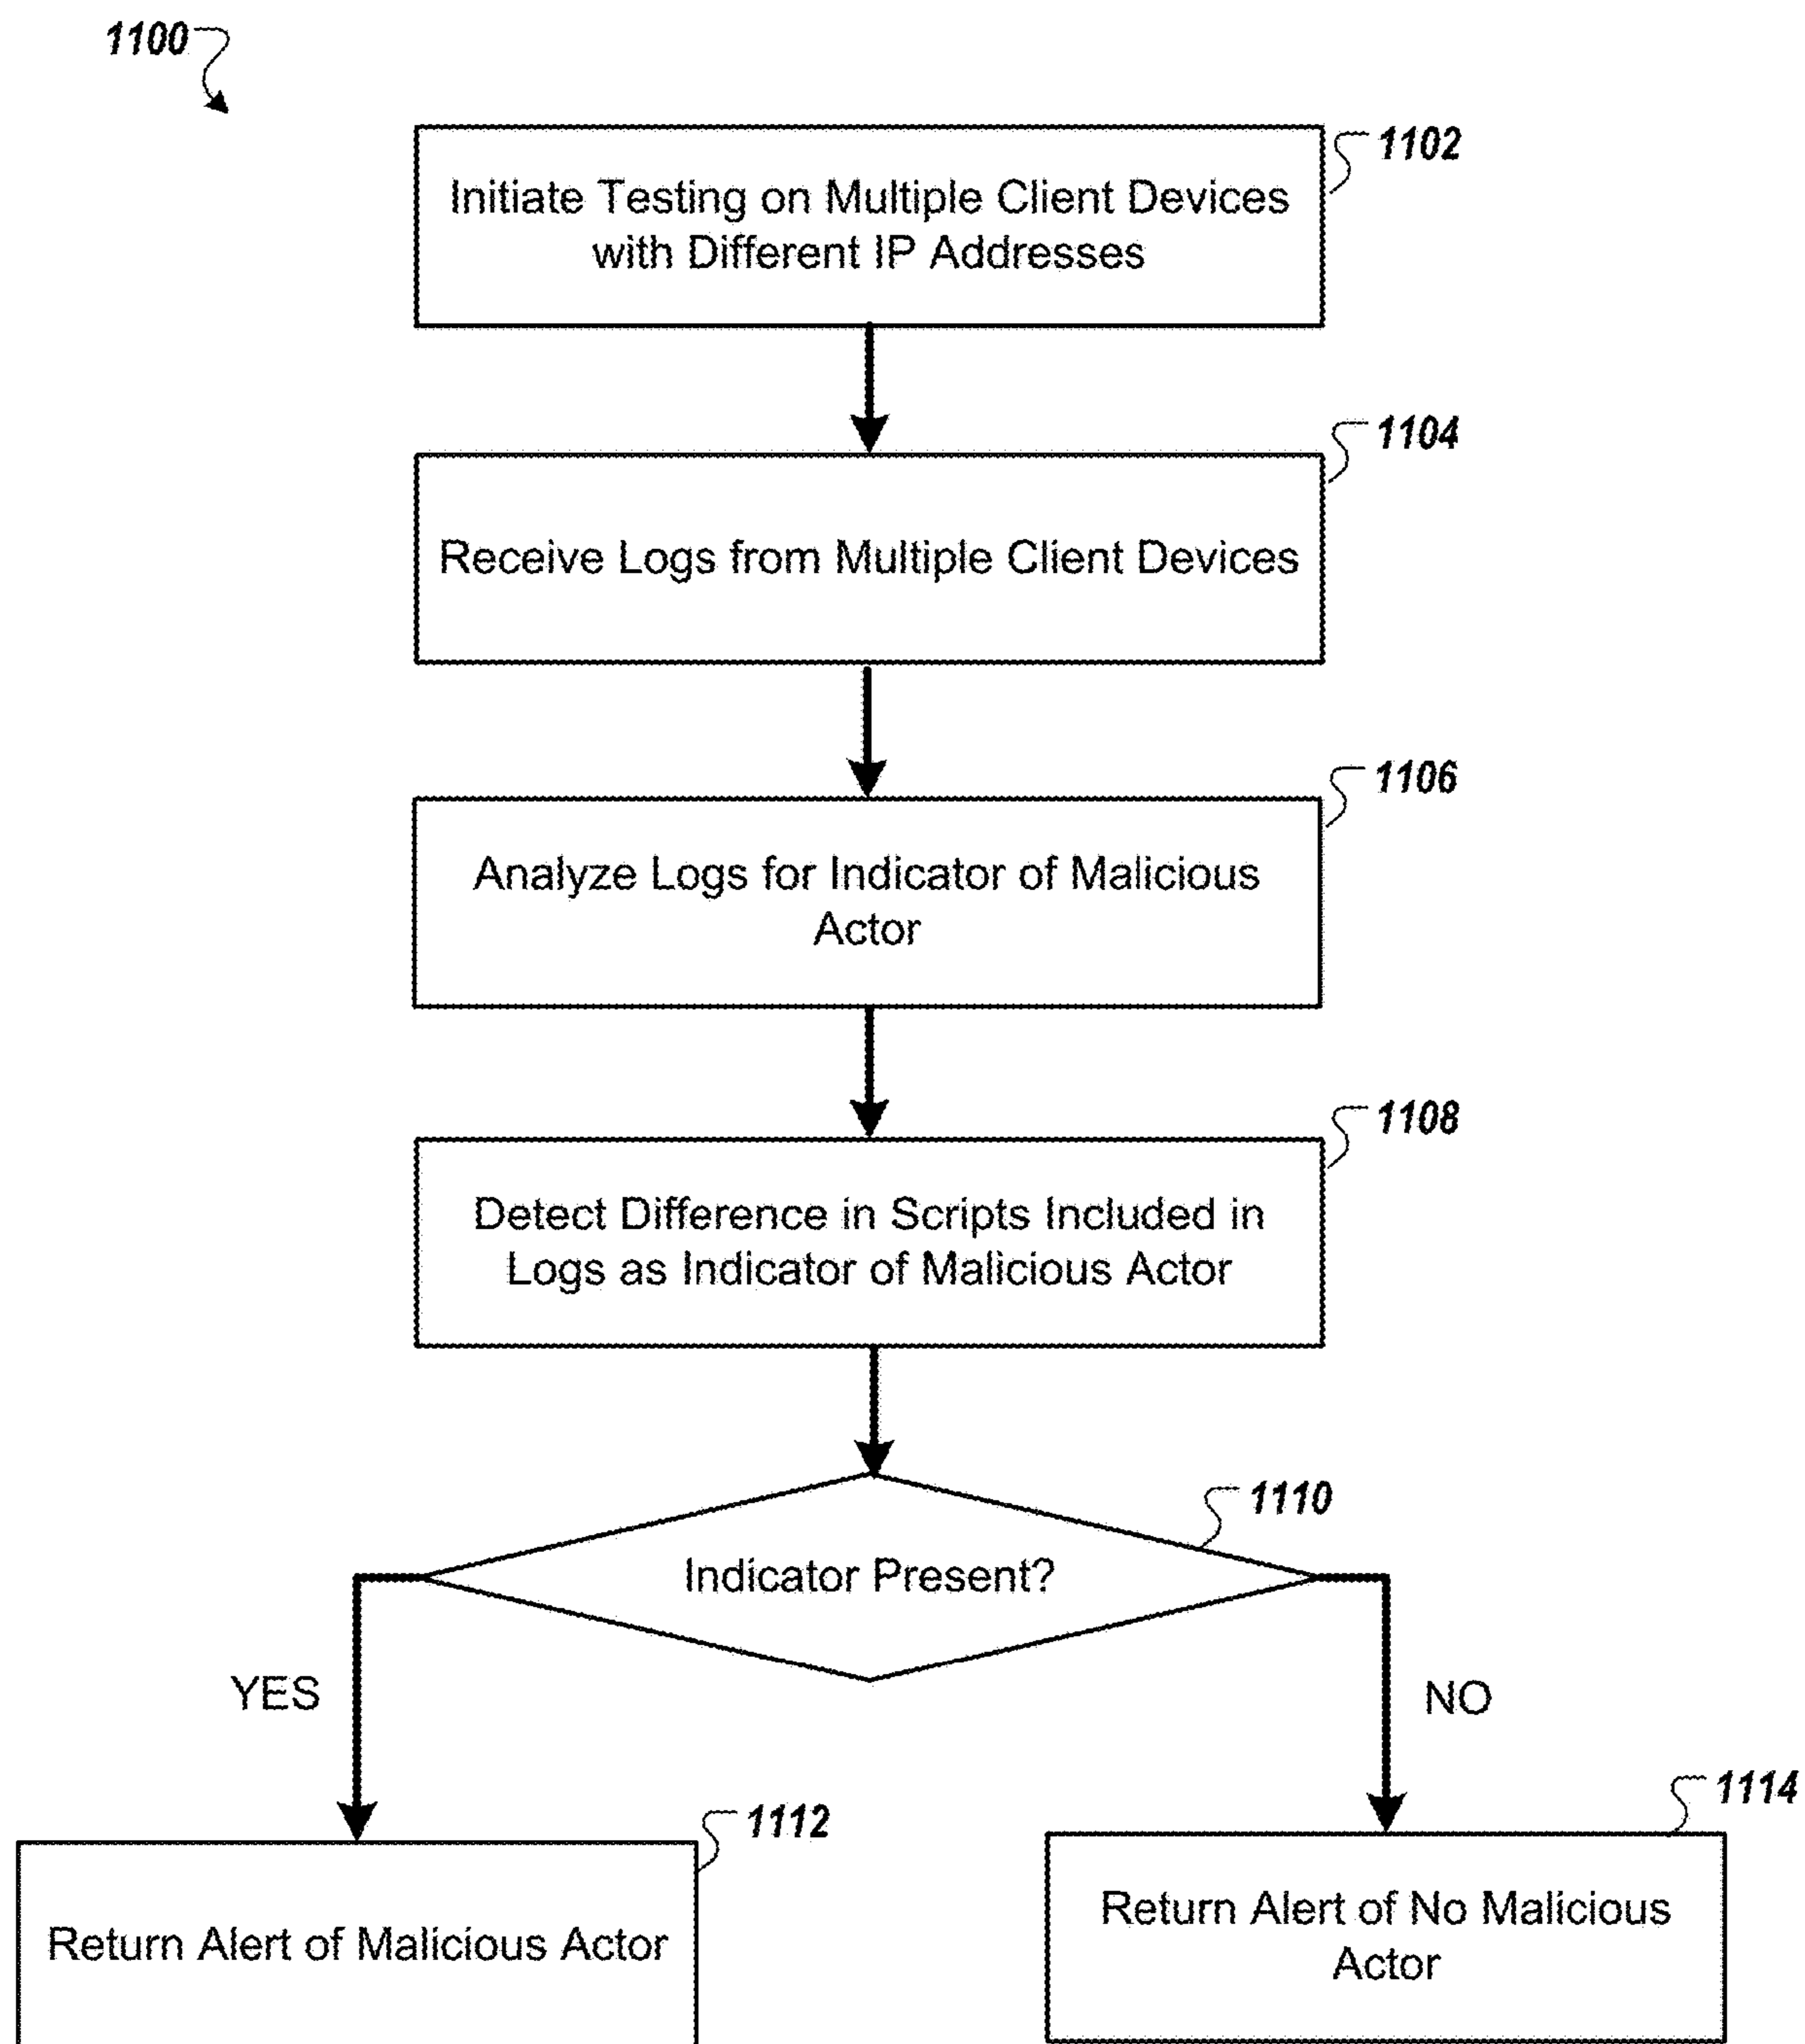 1100
1102
Initiate Testing on Multiple Client Devices
with Different IP Addresses
1104
Receive Logs from Multiple Client Devices
1106
Analyze Logs for Indicator of Malicious
Actor
1108
Detect Difference in Scripts Included in
Logs as Indicator of Malicious Actor
1110
Indicator Present?
YES
NO
1112
1114
Return Alert of Malicious Actor
Return Alert of No Malicious
Actor